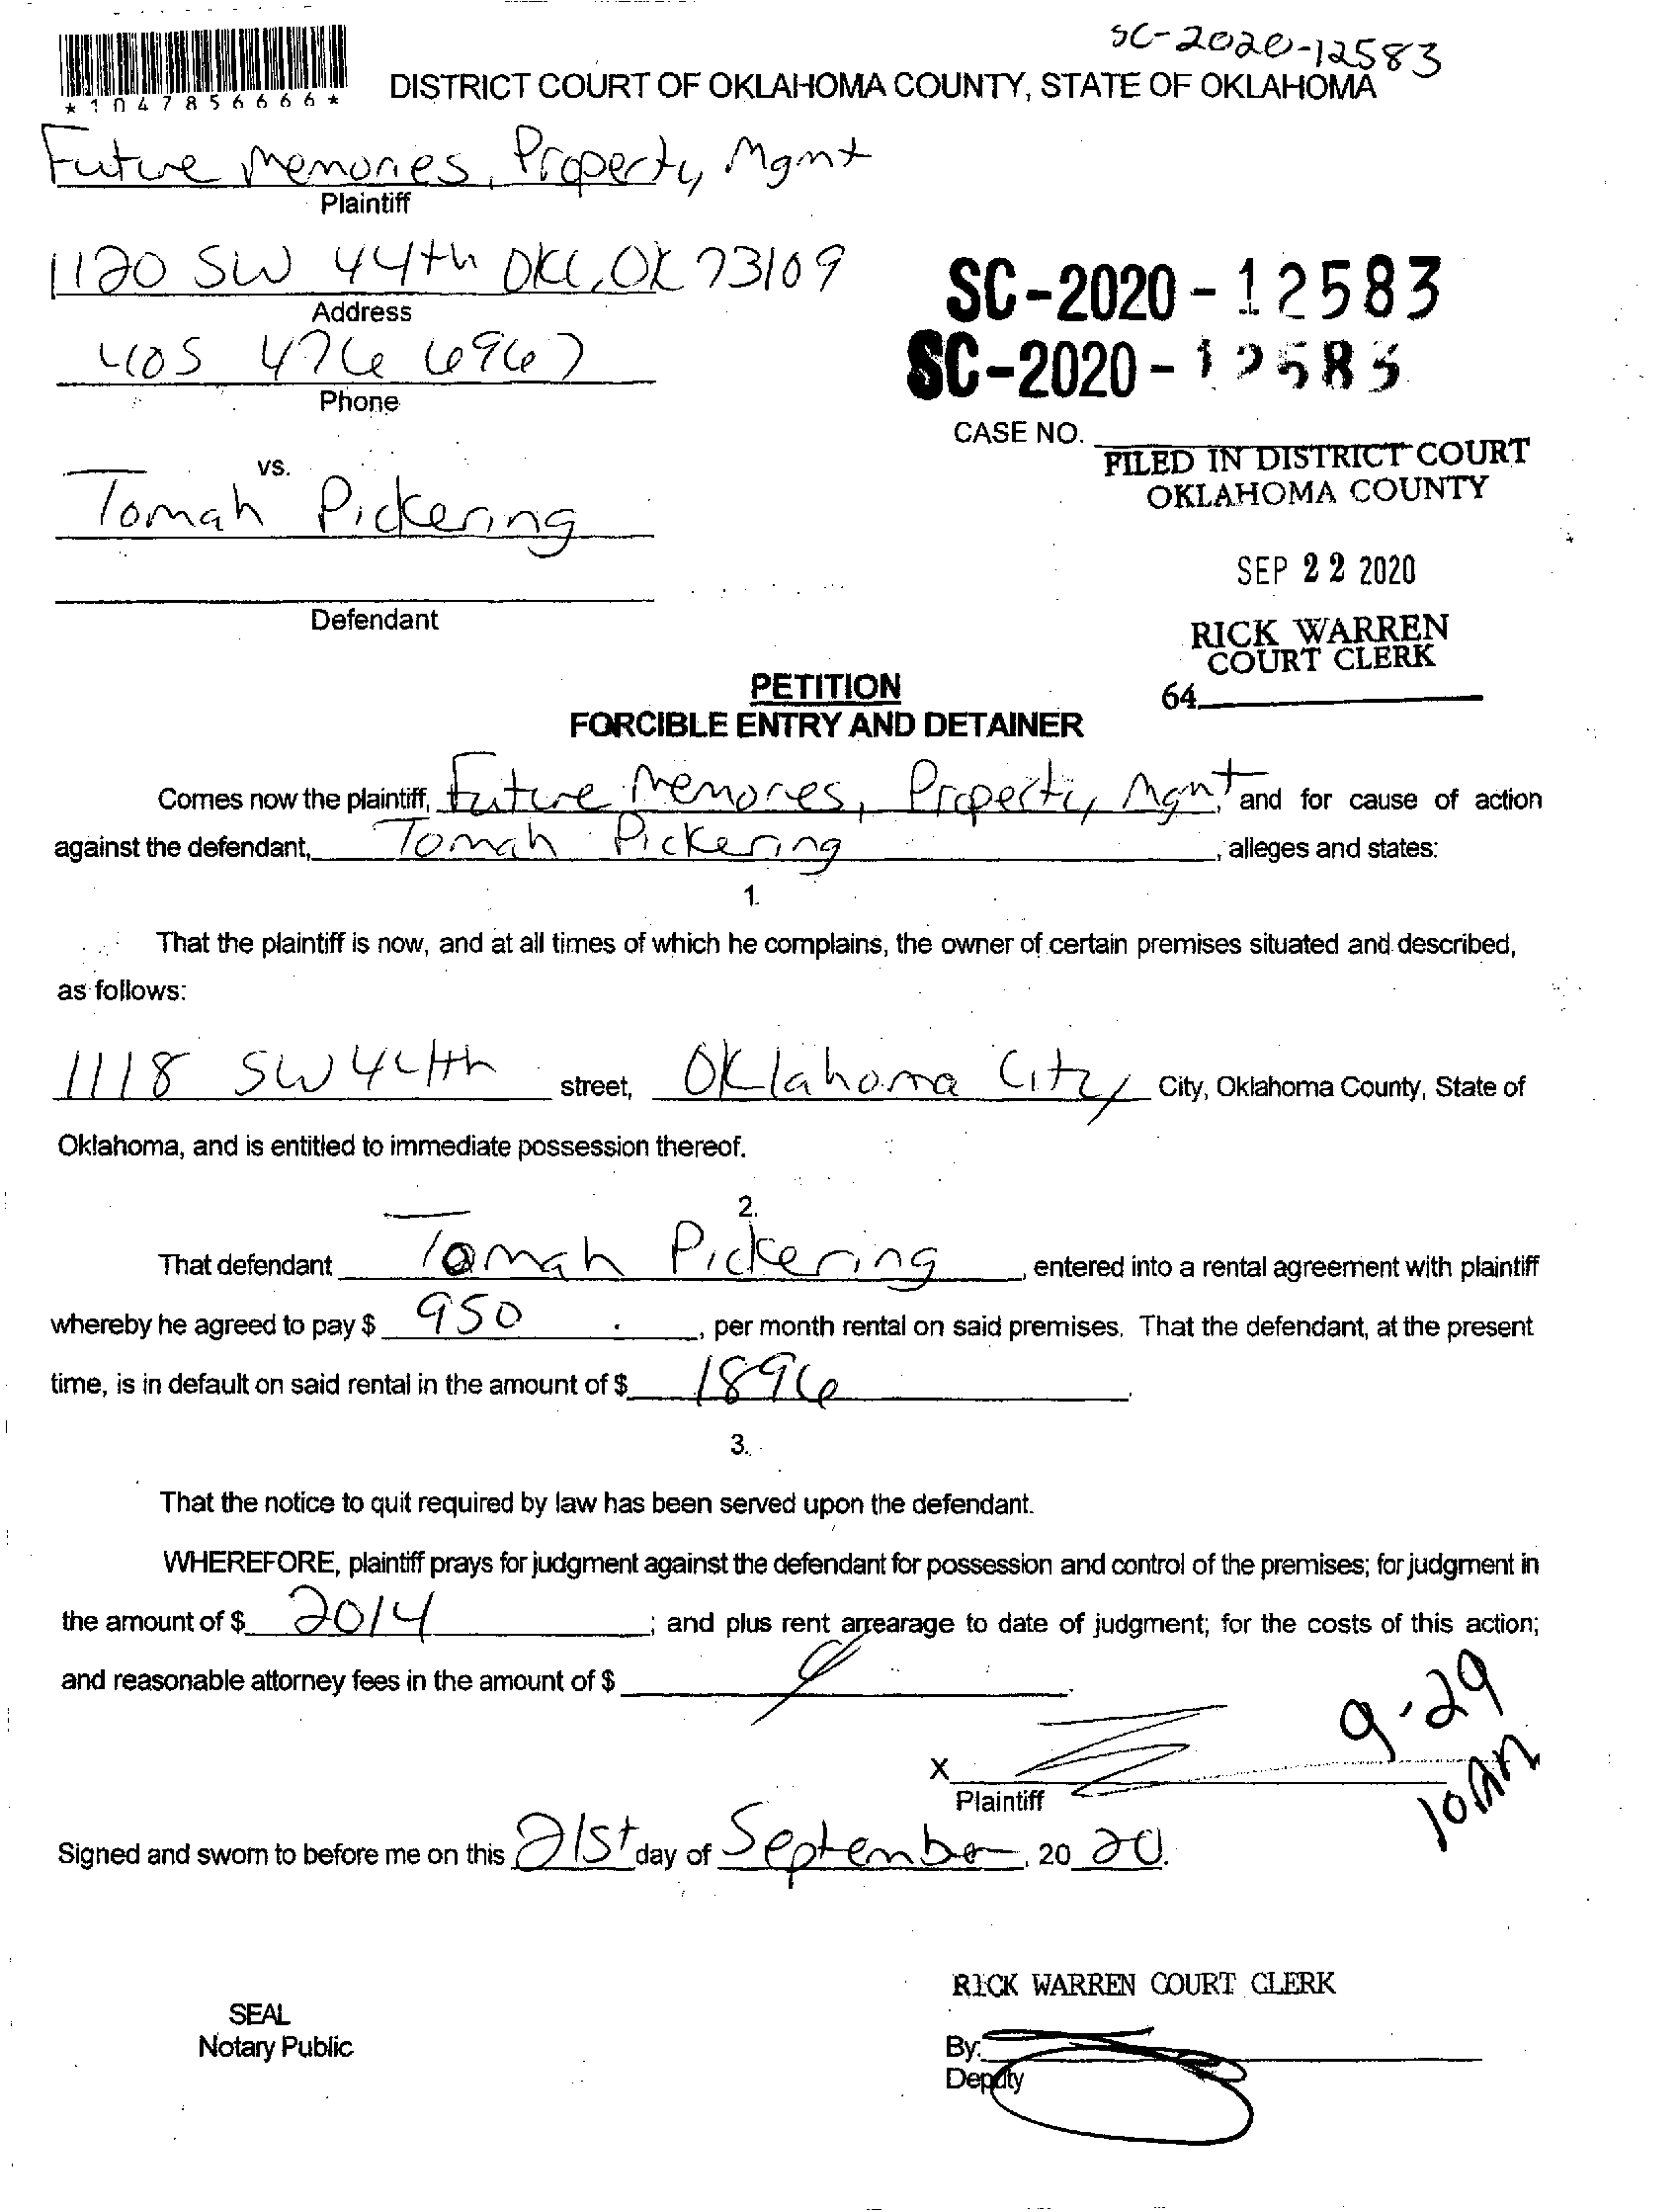 SC-2020-12583
*1047856666*
DISTRICT COURT OF OKLAHOMA COUNTY, STATE OF OKLAHOMA
Future Memories, Property Mgmt
Plaintiff
1120 SW 44th OKC, OK 73109
Address
405 476 6967
Phone
SC-2020-12583
SC-2020-12583
CASE NO.
FILED IN DISTRICT COURT
OKLAHOMA COUNTY
vs.
Tomah Pickering
SEP 22 2020
Defendant
RICK WARREN
COURT CLERK
64
PETITION
FORCIBLE ENTRY AND DETAINER
Comes now the plaintiff, Future Memories, Property Mgmt, and for cause of action
against the defendant, Tomah Pickering, alleges and states:
1.
That the plaintiff is now, and at all times of which he complains, the owner of certain premises situated and described,
as follows:
1118 SW 44th street, Oklahoma City City, Oklahoma County, State of
Oklahoma, and is entitled to immediate possession thereof.
2.
That defendant Tomah Pickering, entered into a rental agreement with plaintiff
whereby he agreed to pay $ 950, per month rental on said premises. That the defendant, at the present
time, is in default on said rental in the amount of $ 1896.
3.
That the notice to quit required by law has been served upon the defendant.
WHEREFORE, plaintiff prays for judgment against the defendant for possession and control of the premises; for judgment in
the amount of $ 2014; and plus rent arrearage to date of judgment; for the costs of this action;
and reasonable attorney fees in the amount of $
9-29
10AM
X
Plaintiff
Signed and sworn to before me on this 21st day of September, 2020.
RICK WARREN COURT CLERK
SEAL
Notary Public
By:
Deputy